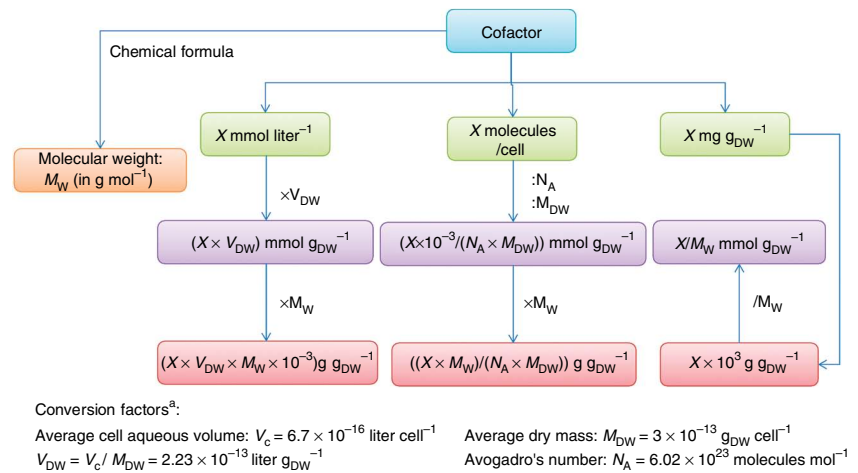 Cofactor
Chemical formula
X mmol liter⁻¹
X molecules
/cell
X mg g_DW⁻¹
Molecular weight:
M_W (in g mol⁻¹)
×V_DW
:N_A
:M_DW
(X × V_DW) mmol g_DW⁻¹
(X×10⁻³/(N_A × M_DW)) mmol g_DW⁻¹
X/M_W mmol g_DW⁻¹
×M_W
×M_W
/M_W
(X × V_DW × M_W × 10⁻³)g g_DW⁻¹
((X × M_W)/(N_A × M_DW)) g g_DW⁻¹
X × 10³ g g_DW⁻¹
Conversion factorsᵃ:
Average cell aqueous volume: V_c = 6.7 × 10⁻¹⁶ liter cell⁻¹
Average dry mass: M_DW = 3 × 10⁻¹³ g_DW cell⁻¹
V_DW = V_c/ M_DW = 2.23 × 10⁻¹³ liter g_DW⁻¹
Avogadro's number: N_A = 6.02 × 10²³ molecules mol⁻¹